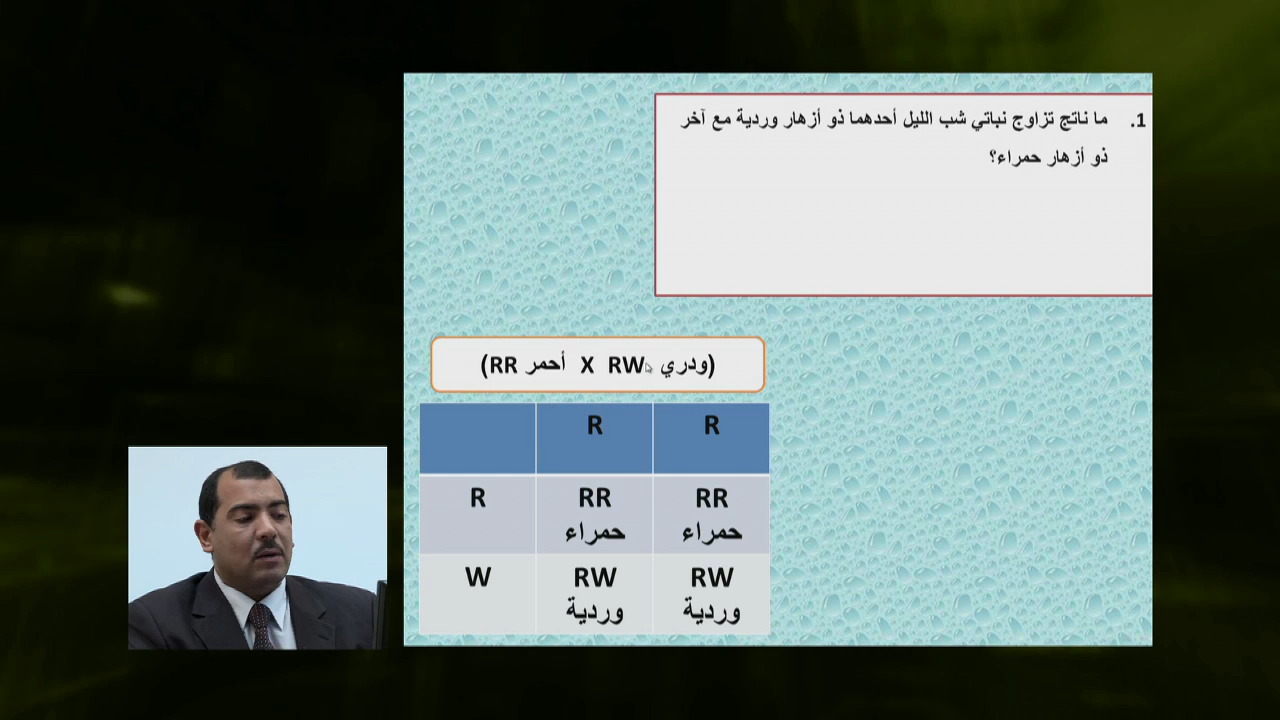 1. ما ناتج تزاوج نباتي شب الليل أحدهما ذو أزهار وردية مع آخر
ذو أزهار حمراء؟
(ودري RW X أحمر RR)
R R
R RR RR
حمراء حمراء
W RW RW
وردية وردية